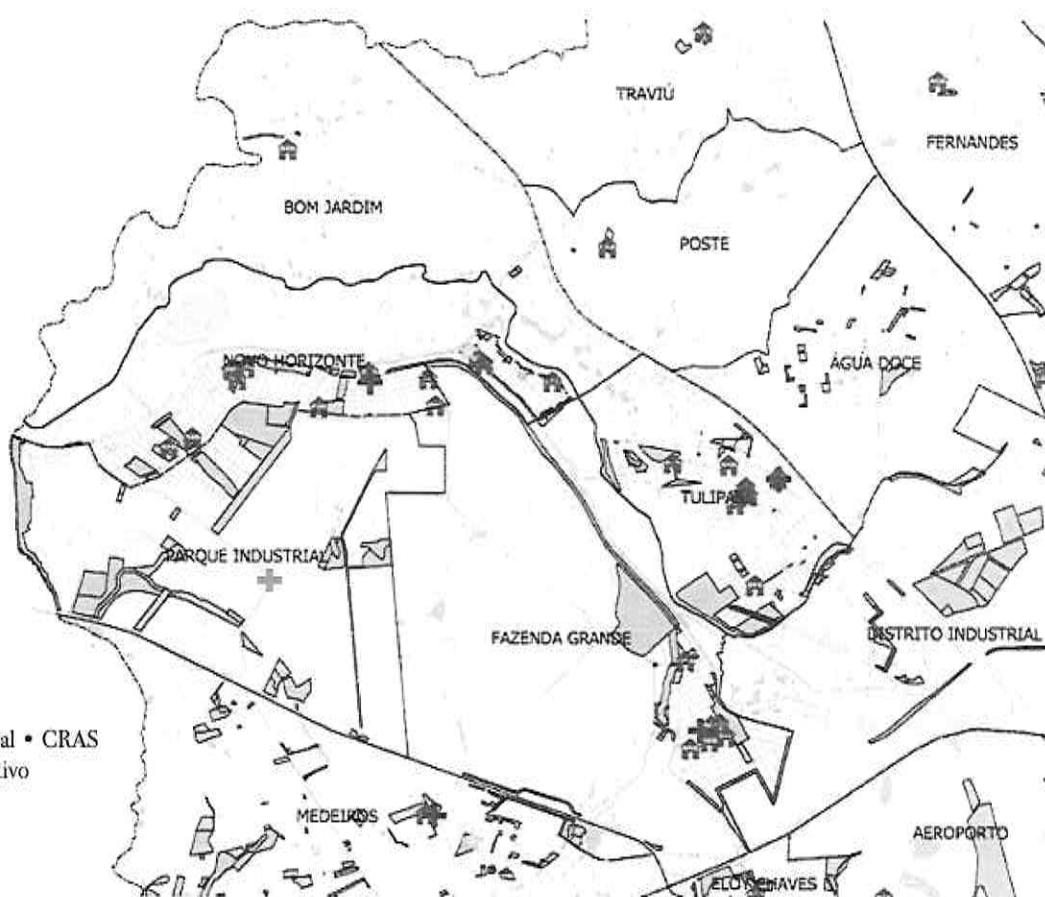 TRAVIÚ
FERNANDES
BOM JARDIM
POSTE
NOVO HORIZONTE
ÁGUA DOCE
TULIPAS
PARQUE INDUSTRIAL
FAZENDA GRANDE
DISTRITO INDUSTRIAL
al • CRAS
ivo
MEDEIROS
AEROPORTO
ELOY CHAVES